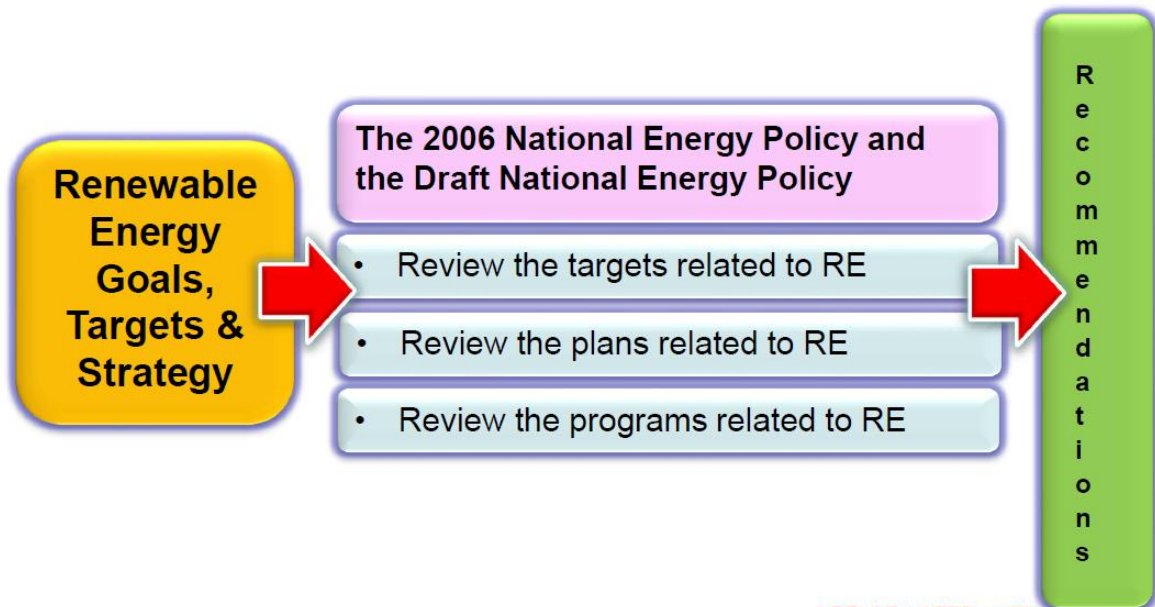 Renewable
Energy
Goals,
Targets &
Strategy
The 2006 National Energy Policy and
the Draft National Energy Policy
• Review the targets related to RE
• Review the plans related to RE
• Review the programs related to RE
Recommendations